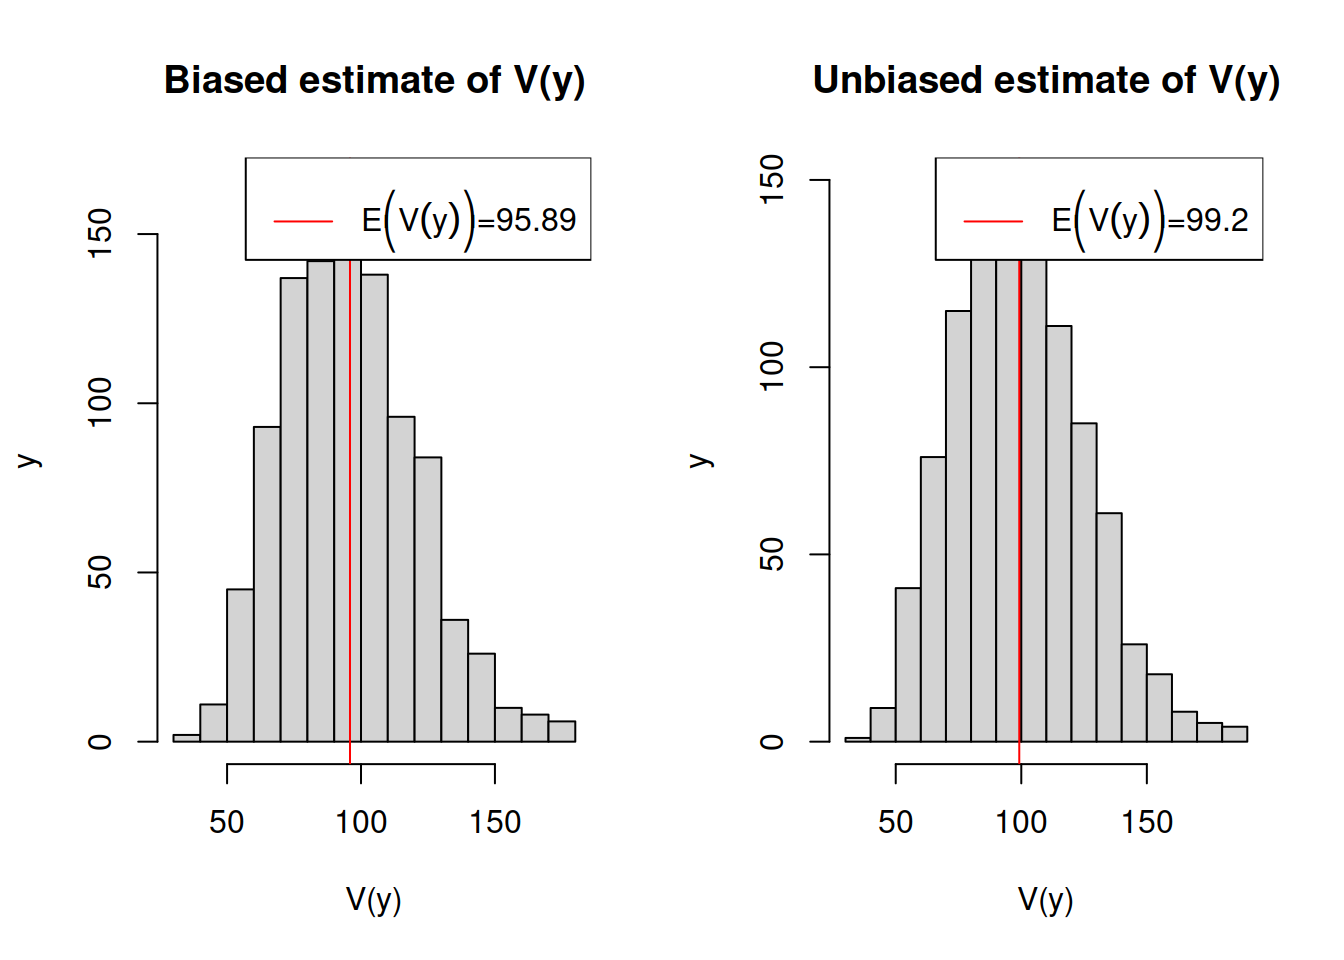 Biased estimate of V(y)
E(V(y))=95.89
150
100
50
0
y
50 100 150
V(y)
Unbiased estimate of V(y)
E(V(y))=99.2
150
100
50
0
y
50 100 150
V(y)